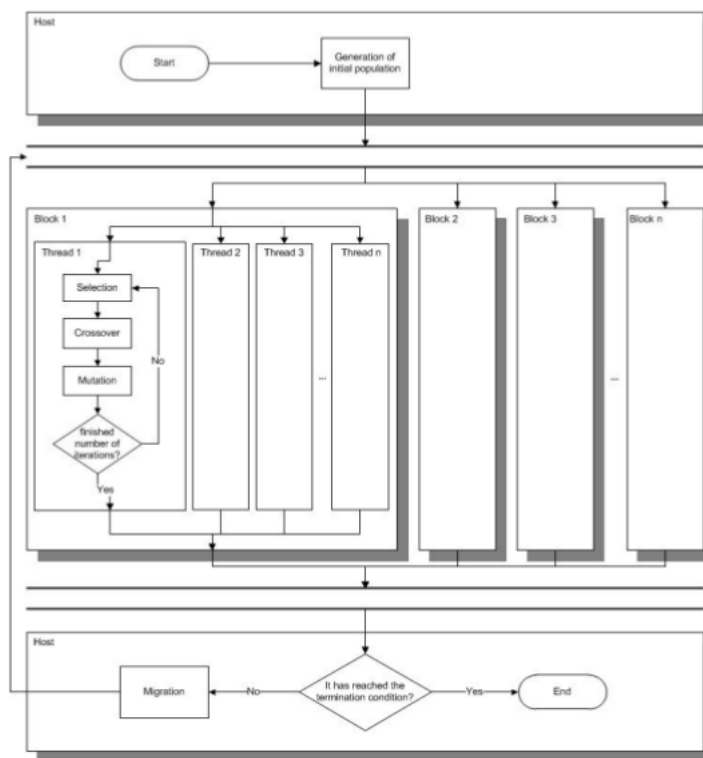 Host
Start
Generation of
initial population
Block 1
Block 2
Block 3
Block n
Thread 1
Thread 2
Thread 3
Thread n
Selection
Crossover
No
Mutation
...
...
finished
number of
iterations?
Yes
Host
Migration
No
It has reached the
termination condition?
Yes
End